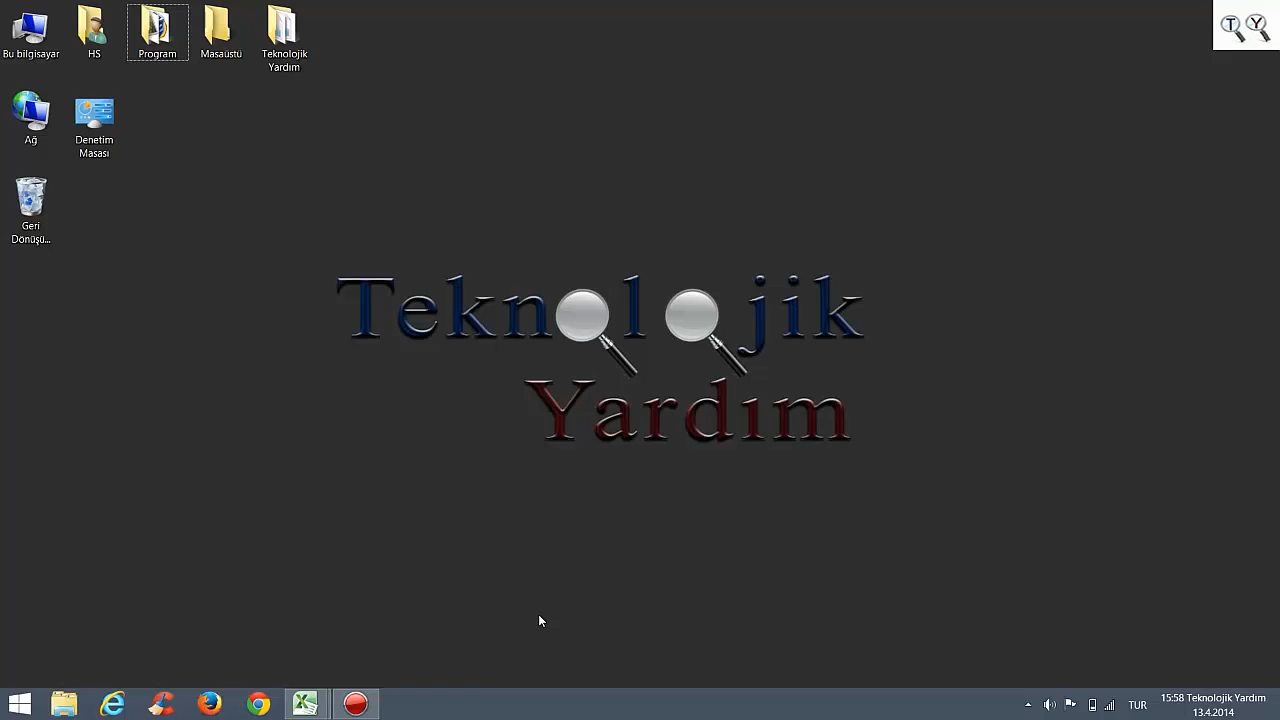 Bu bilgisayar
HS
Program
Masaüstü
Teknolojik
Yardım
T Y
Ağ
Denetim
Masası
Geri
Dönüşü...
Teknolojik
Yardım
TUR
15:58 Teknolojik Yardım
13.4.2014